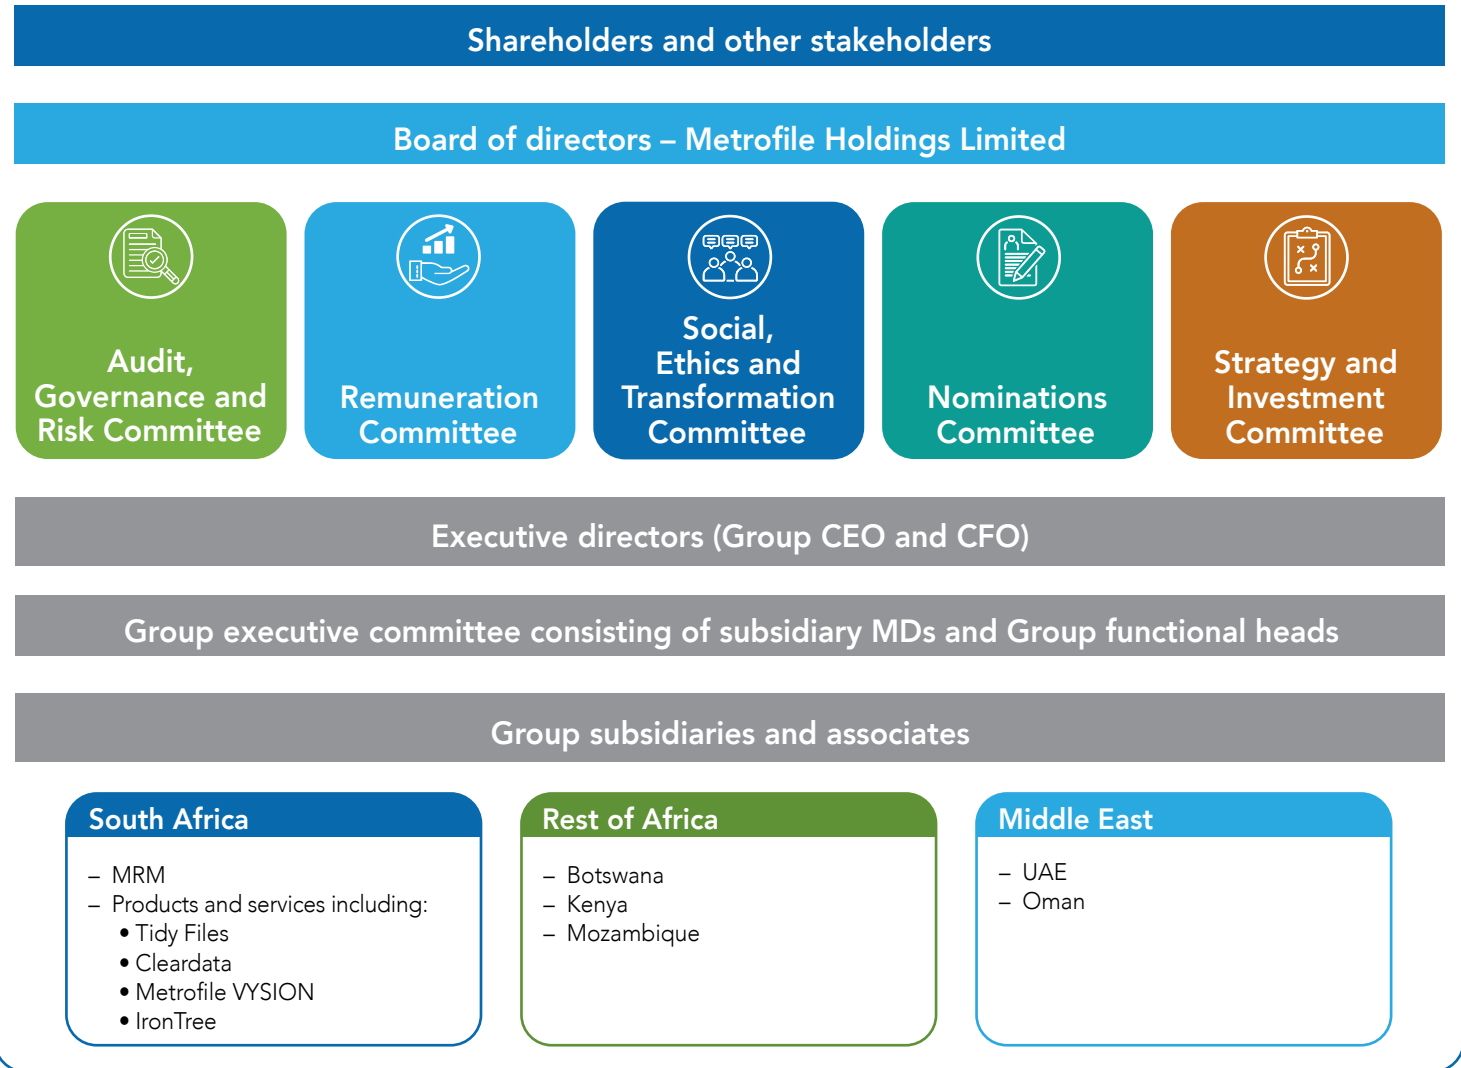 Shareholders and other stakeholders
Board of directors – Metrofile Holdings Limited
Audit,
Governance and
Risk Committee
Remuneration
Committee
Social,
Ethics and
Transformation
Committee
Nominations
Committee
Strategy and
Investment
Committee
Executive directors (Group CEO and CFO)
Group executive committee consisting of subsidiary MDs and Group functional heads
Group subsidiaries and associates
South Africa
– MRM
– Products and services including:
• Tidy Files
• Cleardata
• Metrofile VYSION
• IronTree
Rest of Africa
– Botswana
– Kenya
– Mozambique
Middle East
– UAE
– Oman